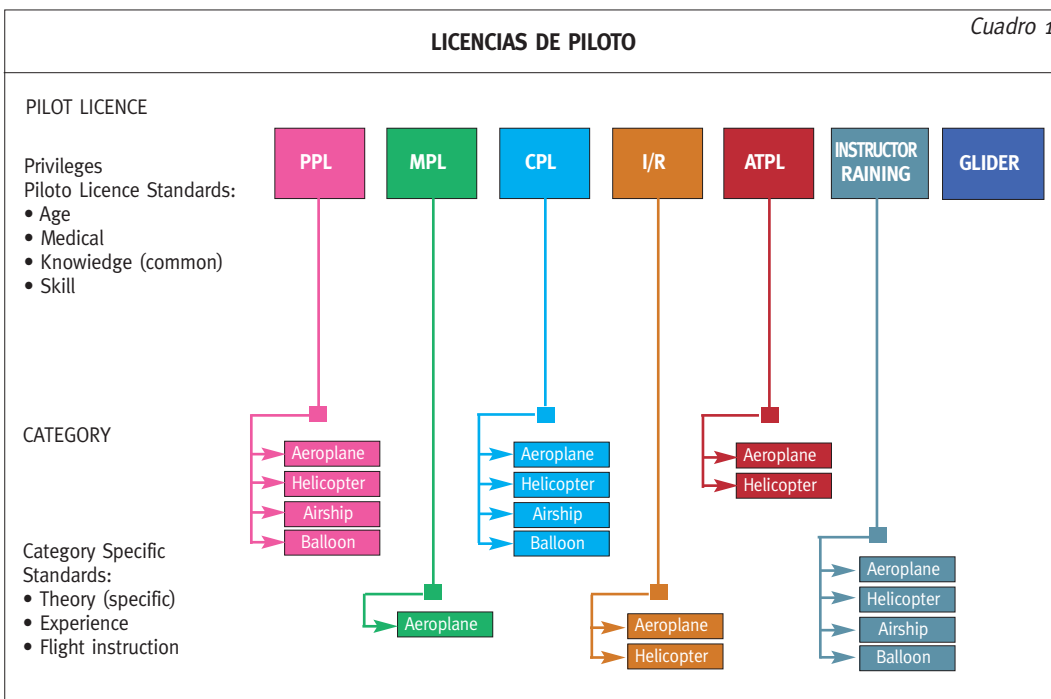 Cuadro 1
LICENCIAS DE PILOTO
PILOT LICENCE
Privileges
Piloto Licence Standards:
• Age
• Medical
• Knowiedge (common)
• Skill
PPL
MPL
CPL
I/R
ATPL
INSTRUCTOR
RAINING
GLIDER
CATEGORY
Category Specific
Standards:
• Theory (specific)
• Experience
• Flight instruction
Aeroplane
Helicopter
Airship
Balloon
Aeroplane
Aeroplane
Helicopter
Airship
Balloon
Aeroplane
Helicopter
Aeroplane
Helicopter
Aeroplane
Helicopter
Airship
Balloon